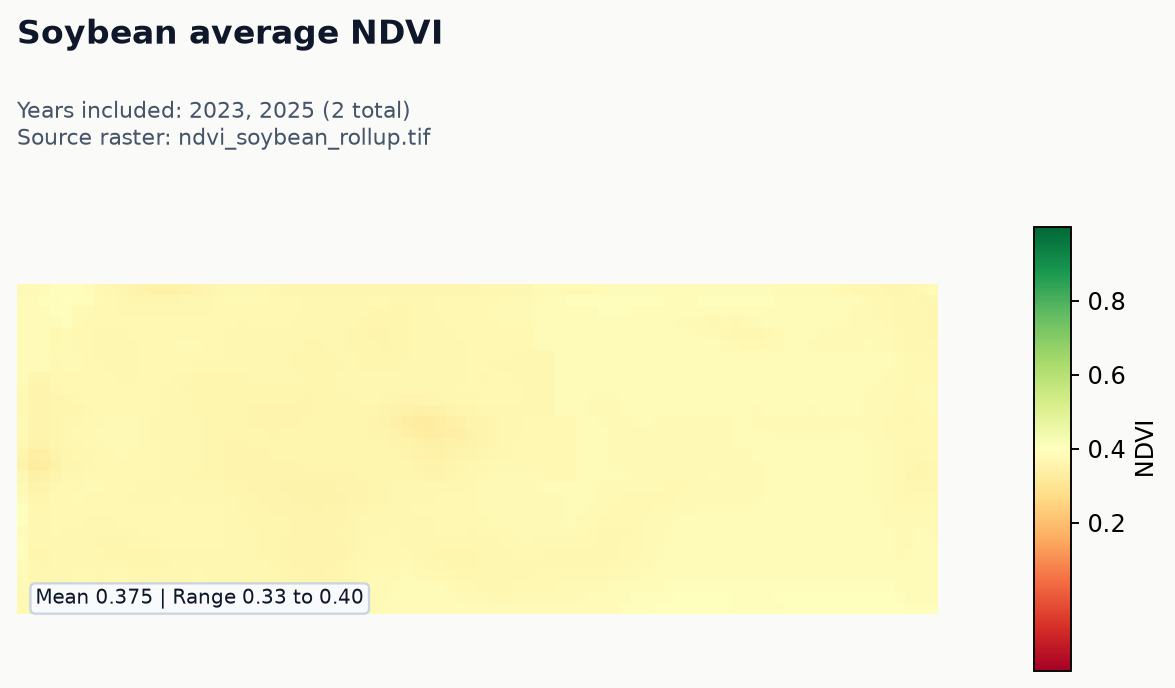 Soybean average NDVI
Years included: 2023, 2025 (2 total)
Source raster: ndvi_soybean_rollup.tif
0.8
0.6
0.4
0.2
NDVI
Mean 0.375 | Range 0.33 to 0.40